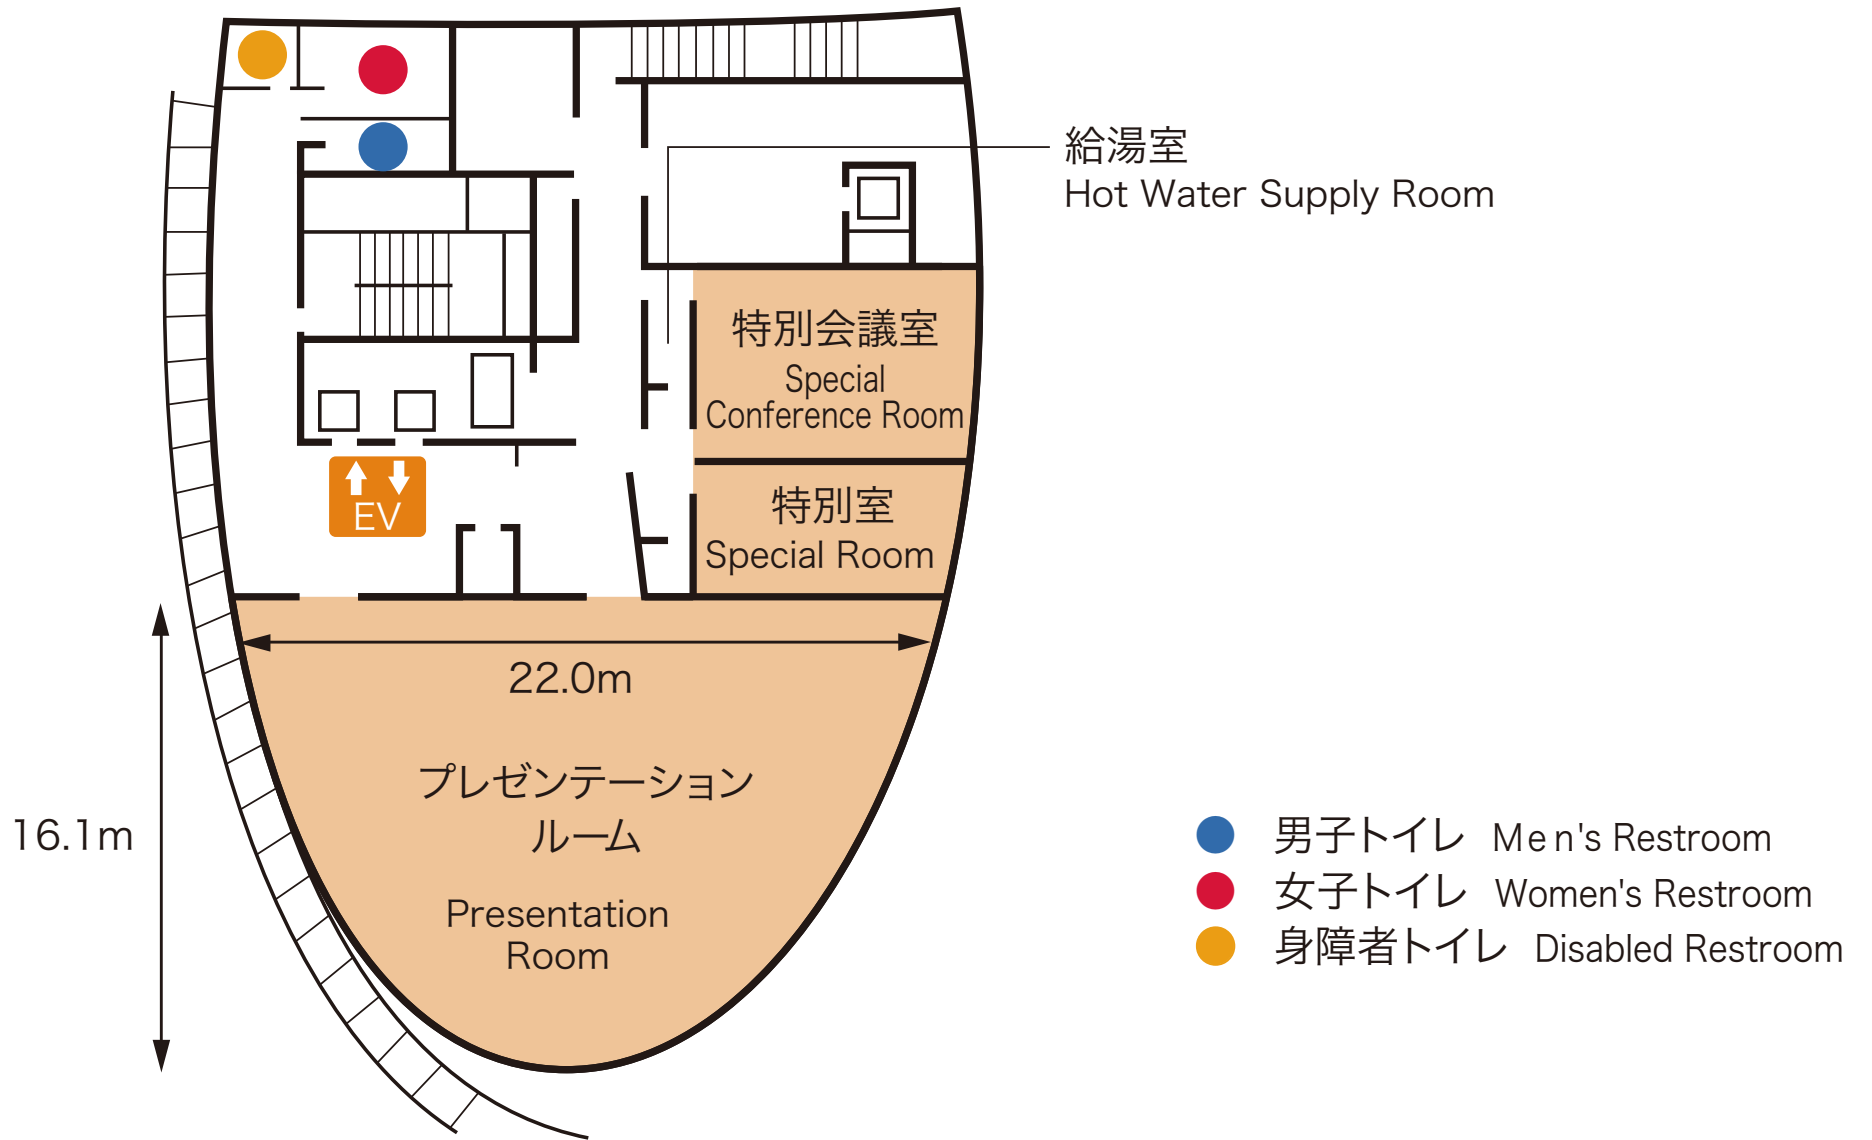 給湯室
Hot Water Supply Room
特別会議室
Special
Conference Room
特別室
Special Room
EV
22.0m
16.1m
プレゼンテーション
ルーム
Presentation
Room
男子トイレ Men's Restroom
女子トイレ Women's Restroom
身障者トイレ Disabled Restroom